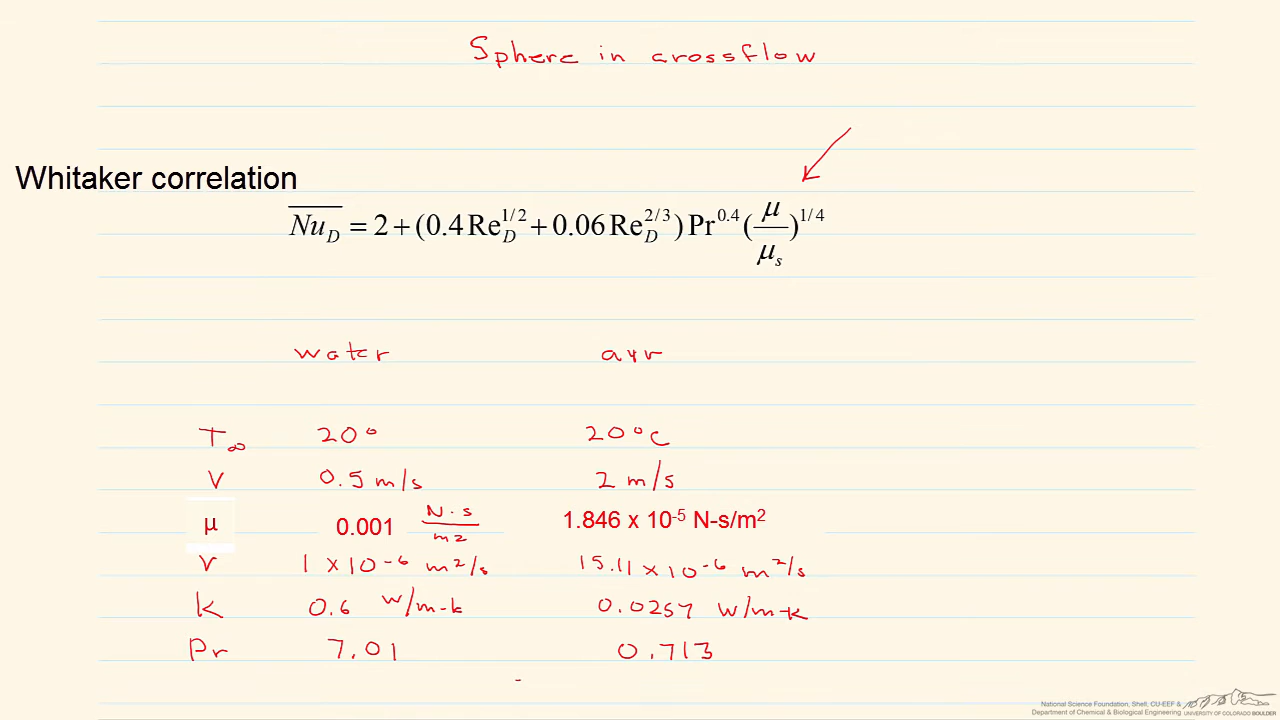 Sphere in crossflow
Whitaker correlation
Nu_D = 2 + (0.4 Re_D^1/2 + 0.06 Re_D^2/3) Pr^0.4 (μ/μ_s)^1/4
water air
T∞ 20° 20°C
V 0.5 m/s 2 m/s
μ 0.001 N·s/m2 1.846 x 10^-5 N-s/m²
ν 1 x 10^-6 m²/s 15.11 x 10^-6 m²/s
k 0.6 W/m-k 0.0257 W/m-k
Pr 7.01 0.713
National Science Foundation, Shell, CU-EEF &
Department of Chemical & Biological Engineering UNIVERSITY OF COLORADO BOULDER